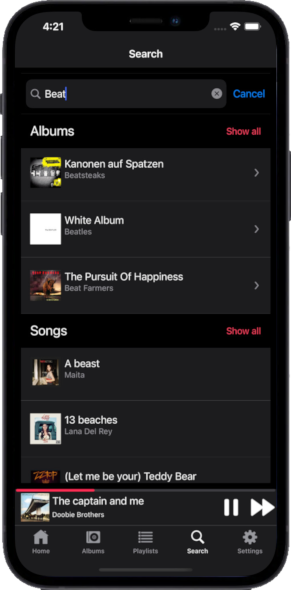 4:21
Search
Beat
Cancel
Albums
Show all
Kanonen auf Spatzen
Beatsteaks
White Album
Beatles
The Pursuit Of Happiness
Beat Farmers
Songs
Show all
A beast
Maita
13 beaches
Lana Del Rey
(Let me be your) Teddy Bear
The captain and me
Doobie Brothers
Home
Albums
Playlists
Search
Settings